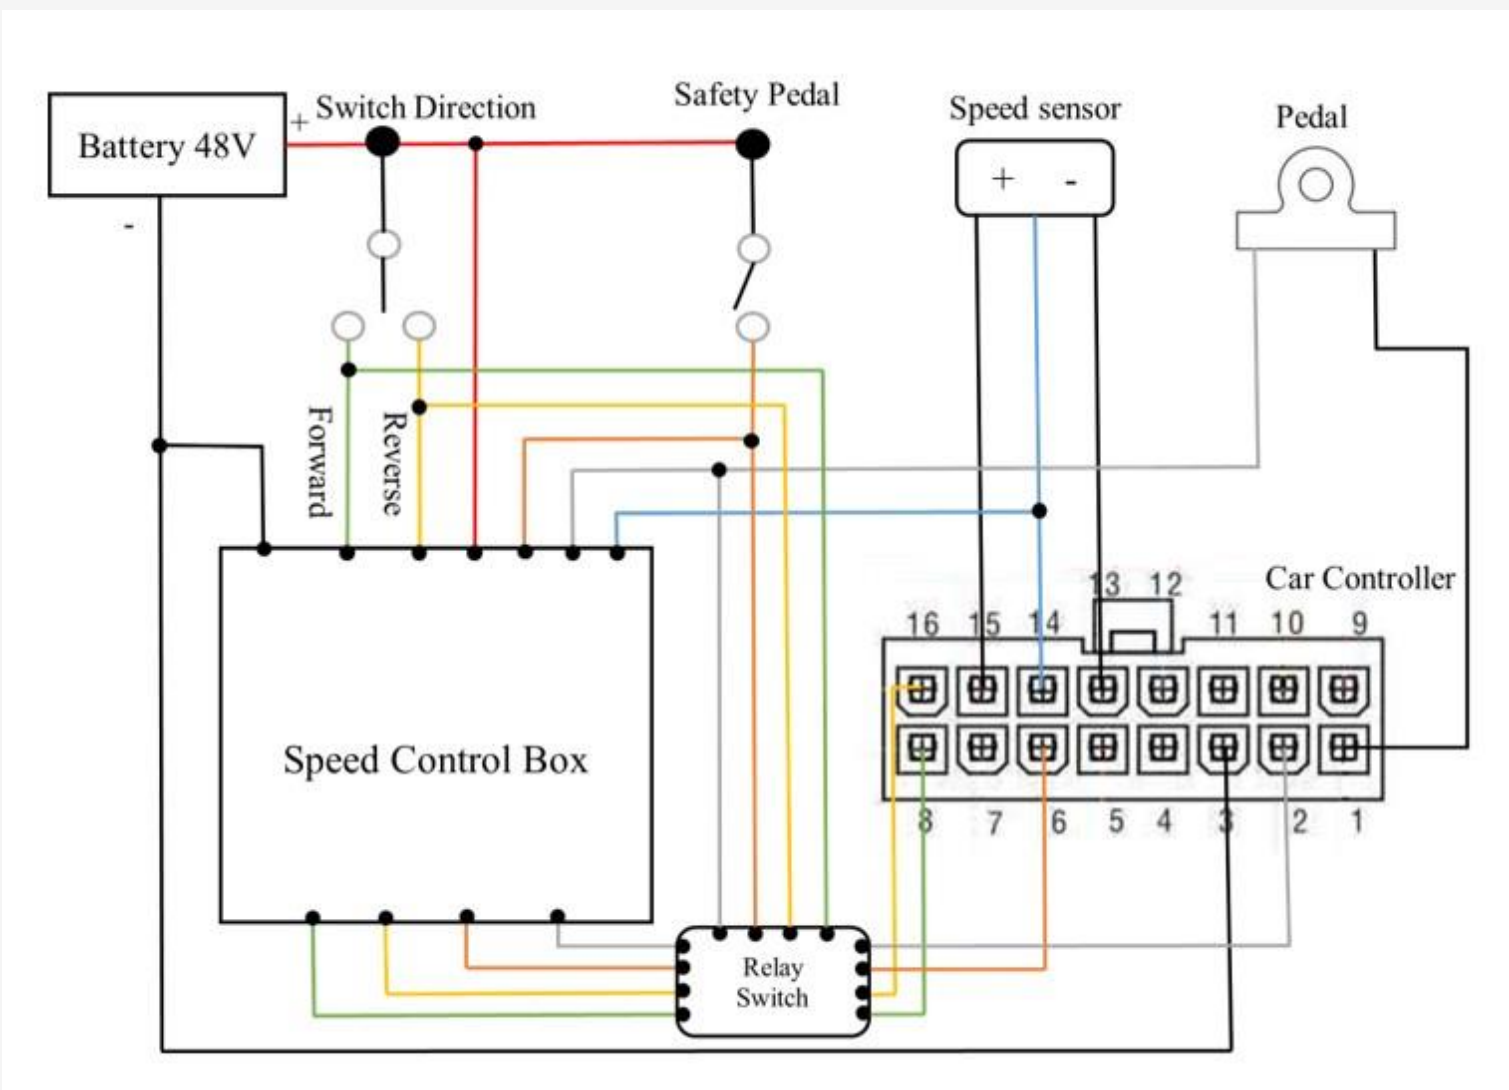 Battery 48V
+
-
Switch Direction
Safety Pedal
Speed sensor
+ -
Pedal
Forward
Reverse
Speed Control Box
Relay
Switch
Car Controller
13 12
16 15 14 11 10 9
8 7 6 5 4 3 2 1